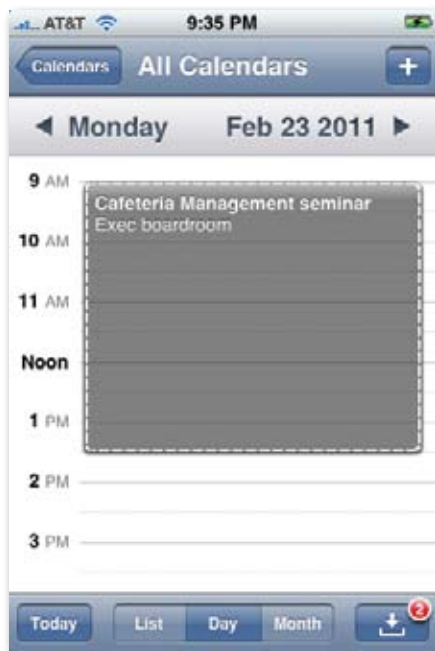 AT&T 9:35 PM
Calendars All Calendars +
Monday Feb 23 2011
9 AM
Cafeteria Management seminar
Exec boardroom
10 AM
11 AM
Noon
1 PM
2 PM
3 PM
2
Today List Day Month